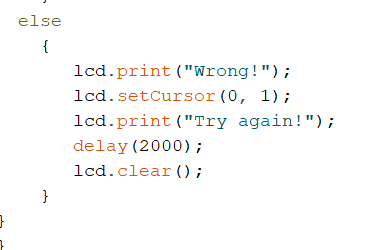 else
{
lcd.print("Wrong!");
lcd.setCursor(0, 1);
lcd.print("Try again!");
delay(2000);
lcd.clear();
}
}
}